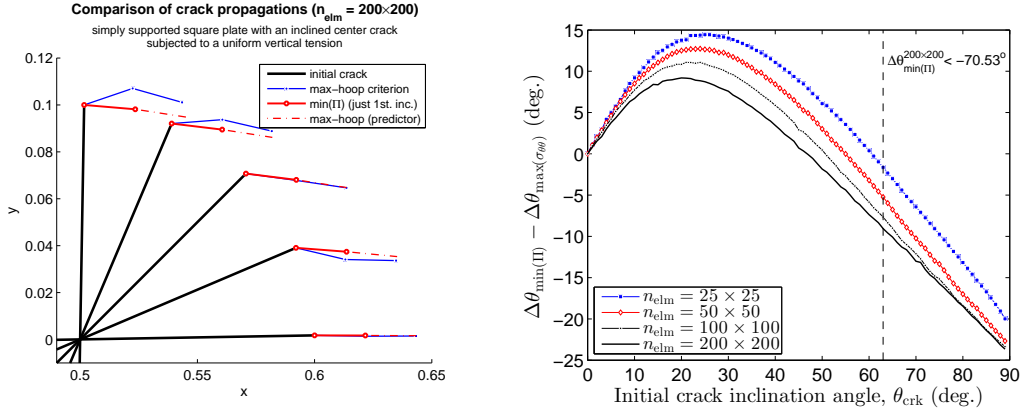 Comparison of crack propagations (n_elm = 200×200)
simply supported square plate with an inclined center crack
subjected to a uniform vertical tension
initial crack
max−hoop criterion
min(Π) (just 1st. inc.)
max−hoop (predictor)
0.1
0.08
0.06
0.04
0.02
0
y
0.5
0.55
0.6
0.65
x
15
10
5
0
−5
−10
−15
−20
−25
Δθ_min(Π) − Δθ_max(σ_θθ) (deg.)
Δθ^200×200_min(Π) < −70.53°
n_elm = 25 × 25
n_elm = 50 × 50
n_elm = 100 × 100
n_elm = 200 × 200
0
10
20
30
40
50
60
70
80
90
Initial crack inclination angle, θ_crk (deg.)